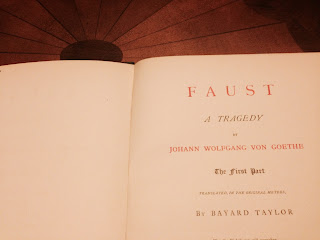 FAUST
A TRAGEDY
BY
JOHANN WOLFGANG VON GOETHE
The First Part
TRANSLATED, IN THE ORIGINAL METRES,
By BAYARD TAYLOR